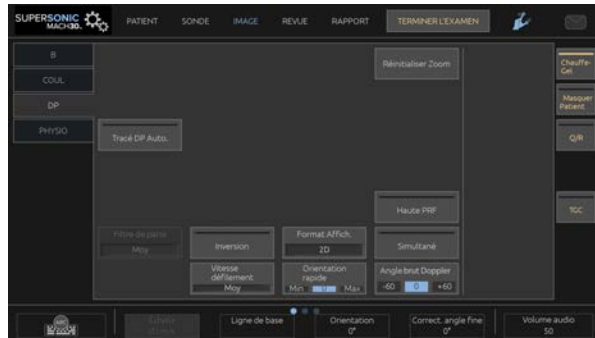 SUPERSONIC
MACH30.
PATIENT
SONDE
IMAGE
REVUE
RAPPORT
TERMINER L'EXAMEN
B
COUL
DP
PHYSIO
Réinitialiser Zoom
Chauffe-
Gel
Masquer
Patient
Q/R
TGC
Tracé DP Auto.
Haute PRF
Filtre de paroi
Moy
Inversion
Format Affich.
2D
Simultané
Vitesse
défilement
Moy
Orientation
rapide
Min 0 Max
Angle brut Doppler
-60 0 +60
ABC
Ligne de base
Orientation
0°
Correct. angle fine
0°
Volume audio
50